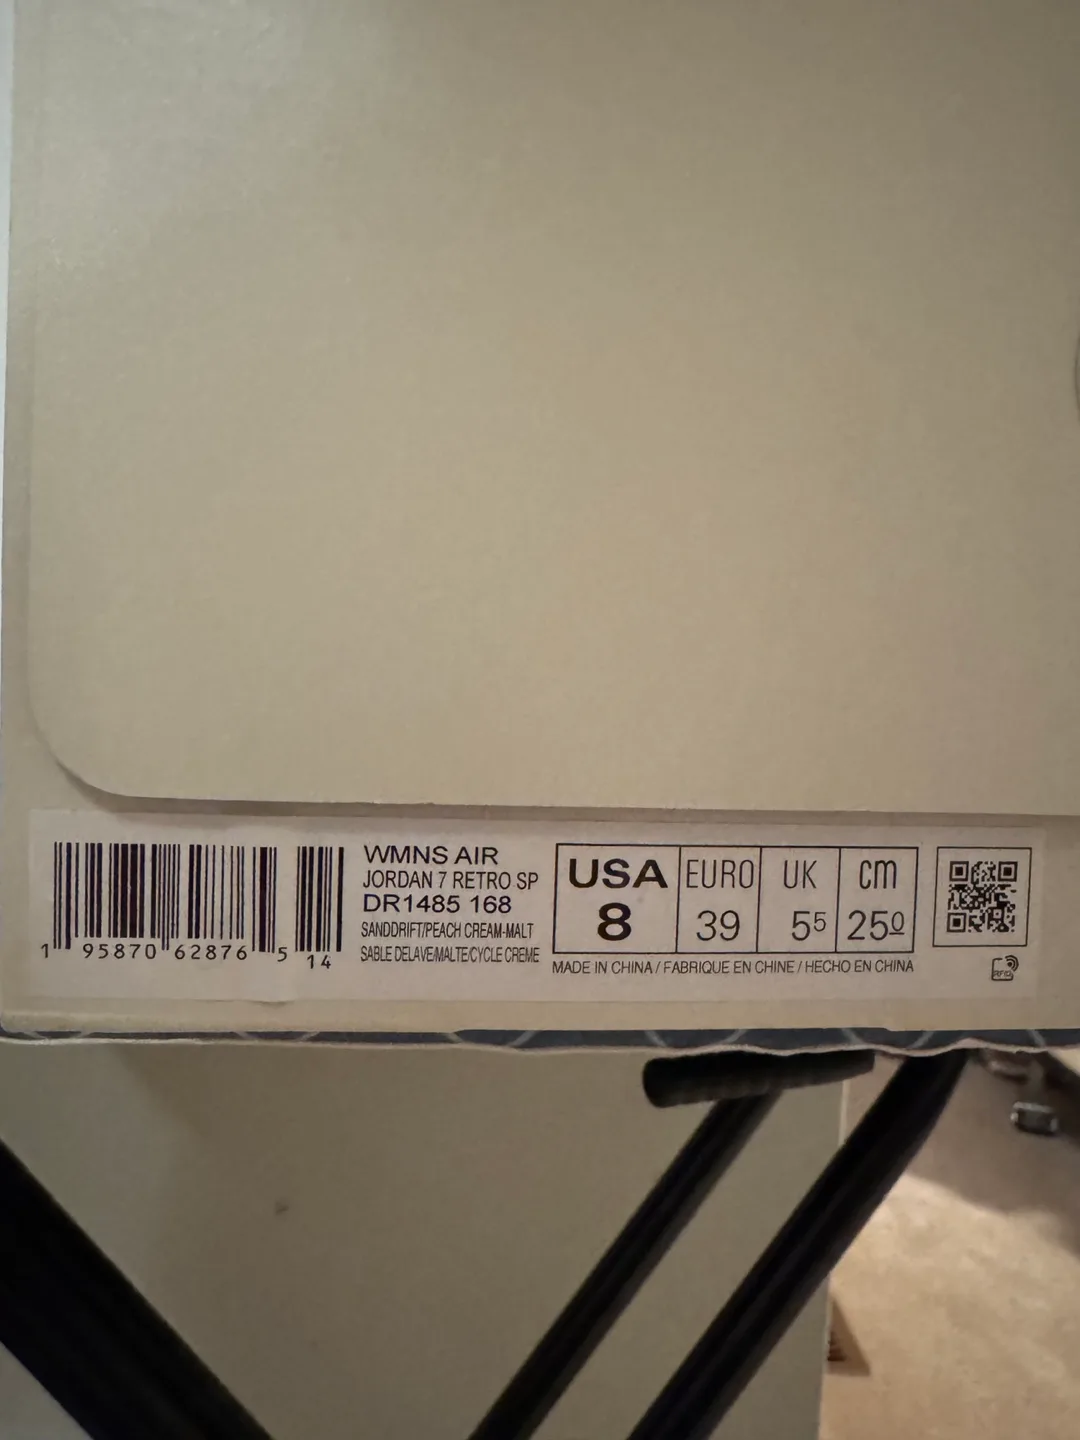 WMNS AIR
JORDAN 7 RETRO SP
DR1485 168
SANDDRIFT/PEACH CREAM-MALT
SABLE DELAVE/MALTE/CYCLE CREME
1 95870 62876 5 14
USA EURO UK cm
8 39 55 250
MADE IN CHINA / FABRIQUE EN CHINE / HECHO EN CHINA
RFID